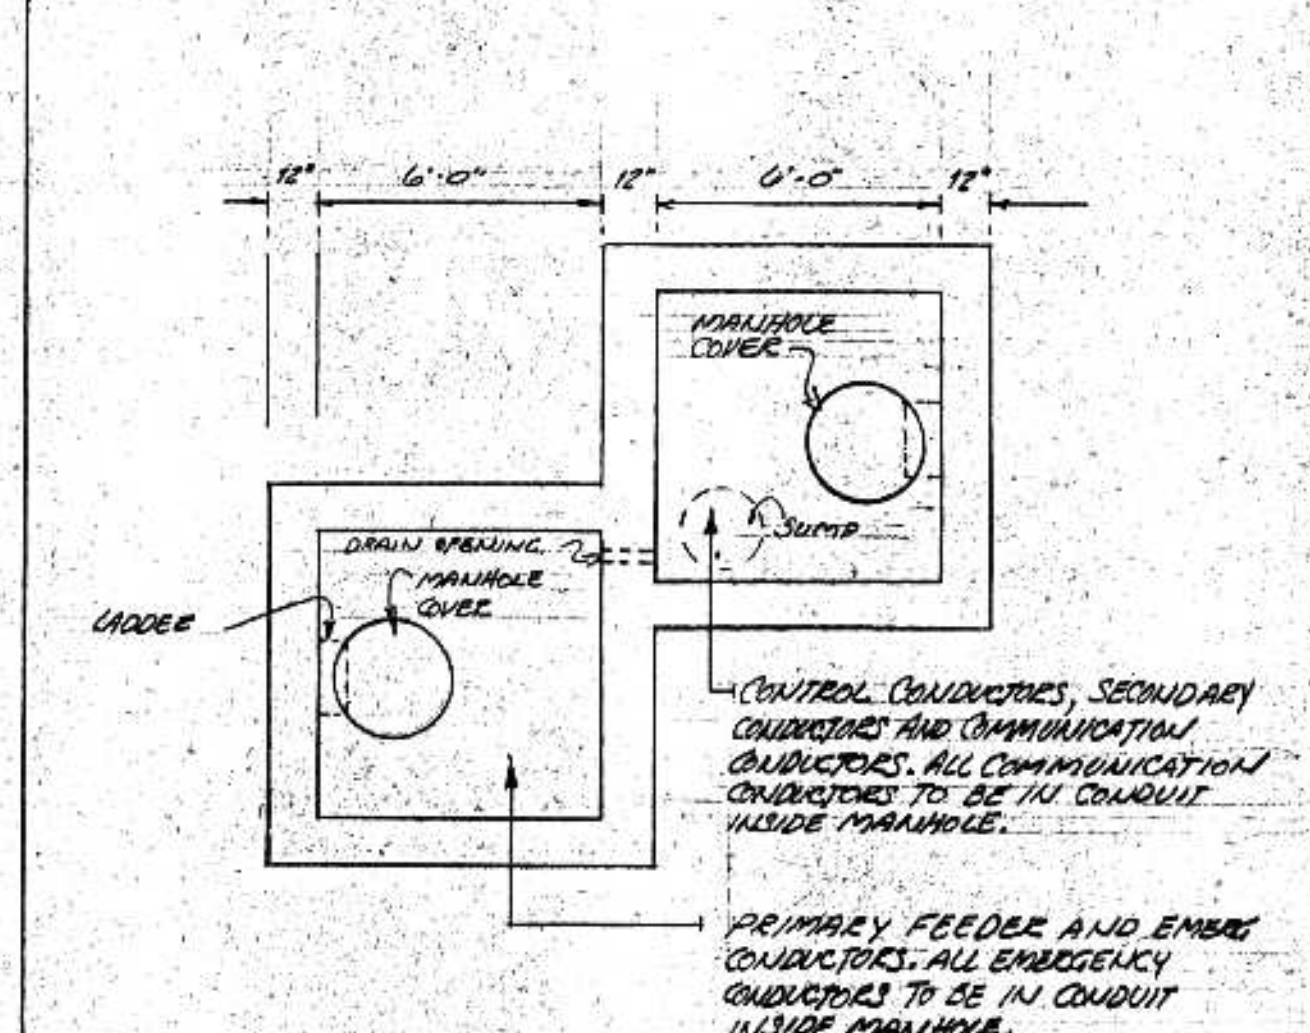 12" 6'-0" 12" 6'-0" 12"
MANHOLE
COVER
SUMP
DRAIN OPENING
MANHOLE
COVER
LADDER
CONTROL CONDUCTORS, SECONDARY
CONDUCTORS AND COMMUNICATION
CONDUCTORS. ALL COMMUNICATION
CONDUCTORS TO BE IN CONDUIT
INSIDE MANHOLE.
PRIMARY FEEDER AND EMERG
CONDUCTORS. ALL EMERGENCY
CONDUCTORS TO BE IN CONDUIT
INSIDE MANHOLE.